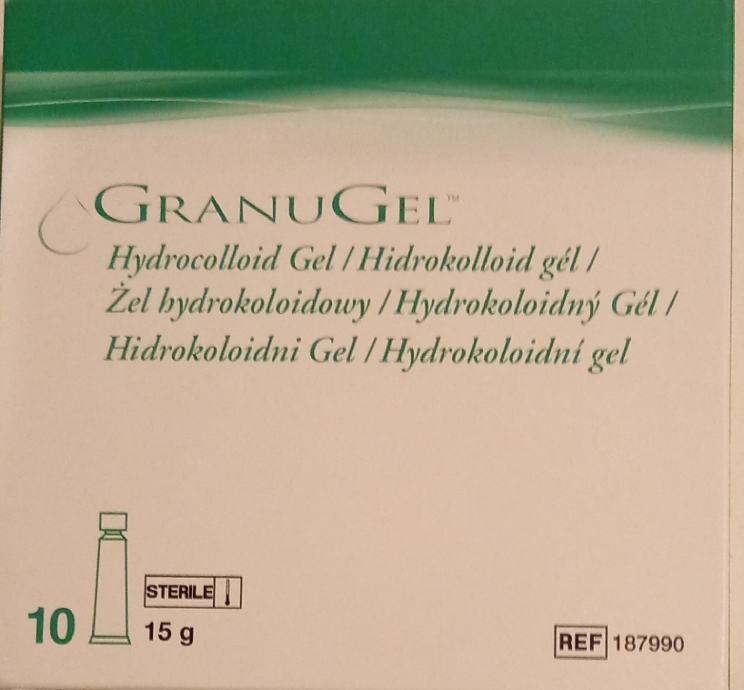 GRANUGEL™
Hydrocolloid Gel / Hidrokolloid gél /
Żel hydrokoloidowy / Hydrokoloidný Gél /
Hidrokoloidni Gel / Hydrokoloidní gel
STERILE
10
15 g
REF 187990